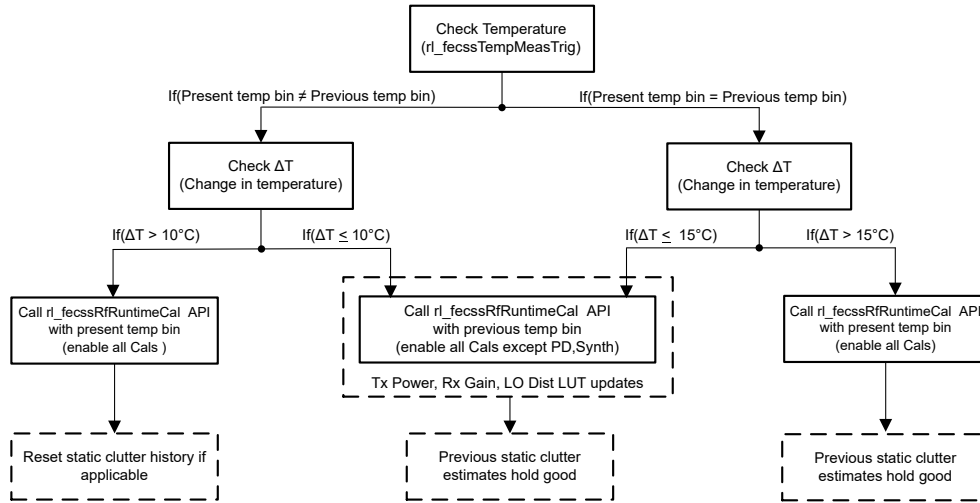 Check Temperature
(rl_fecssTempMeasTrig)
If(Present temp bin ≠ Previous temp bin)
If(Present temp bin = Previous temp bin)
Check ΔT
(Change in temperature)
Check ΔT
(Change in temperature)
If(ΔT > 10°C)
If(ΔT ≤ 10°C)
If(ΔT ≤ 15°C)
If(ΔT > 15°C)
Call rl_fecssRfRuntimeCal API
with present temp bin
(enable all Cals )
Call rl_fecssRfRuntimeCal API
with previous temp bin
(enable all Cals except PD,Synth)
Tx Power, Rx Gain, LO Dist LUT updates
Call rl_fecssRfRuntimeCal API
with present temp bin
(enable all Cals)
Reset static clutter history if
applicable
Previous static clutter
estimates hold good
Previous static clutter
estimates hold good